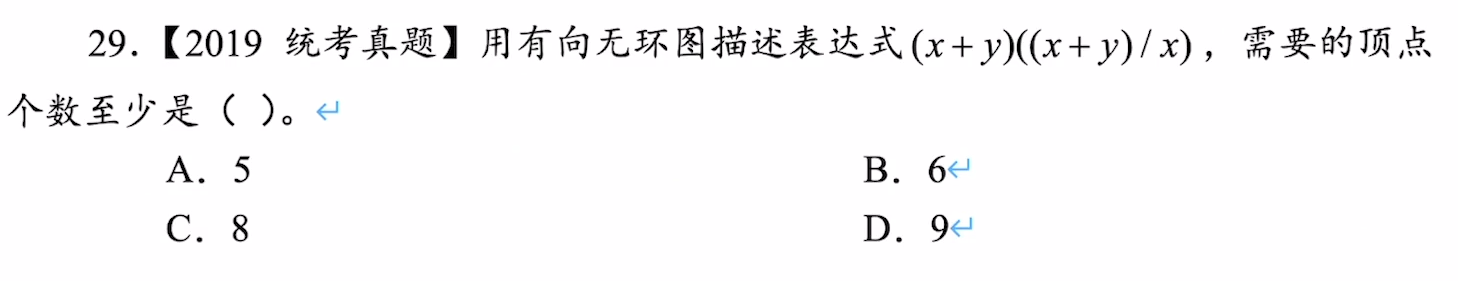 29.【2019 统考真题】用有向无环图描述表达式(x+y)((x+y)/x)，需要的顶点
个数至少是（ ）。↵
A．5 B．6↵
C．8 D．9↵